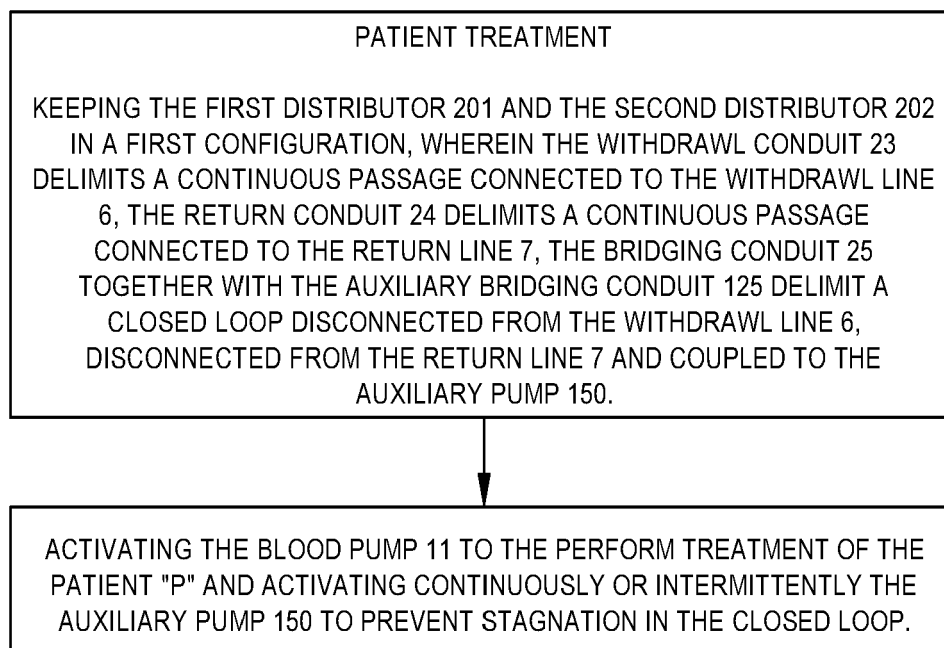 PATIENT TREATMENT
KEEPING THE FIRST DISTRIBUTOR 201 AND THE SECOND DISTRIBUTOR 202
IN A FIRST CONFIGURATION, WHEREIN THE WITHDRAWL CONDUIT 23
DELIMITS A CONTINUOUS PASSAGE CONNECTED TO THE WITHDRAWL LINE
6, THE RETURN CONDUIT 24 DELIMITS A CONTINUOUS PASSAGE
CONNECTED TO THE RETURN LINE 7, THE BRIDGING CONDUIT 25
TOGETHER WITH THE AUXILIARY BRIDGING CONDUIT 125 DELIMIT A
CLOSED LOOP DISCONNECTED FROM THE WITHDRAWL LINE 6,
DISCONNECTED FROM THE RETURN LINE 7 AND COUPLED TO THE
AUXILIARY PUMP 150.
ACTIVATING THE BLOOD PUMP 11 TO THE PERFORM TREATMENT OF THE
PATIENT "P" AND ACTIVATING CONTINUOUSLY OR INTERMITTENTLY THE
AUXILIARY PUMP 150 TO PREVENT STAGNATION IN THE CLOSED LOOP.